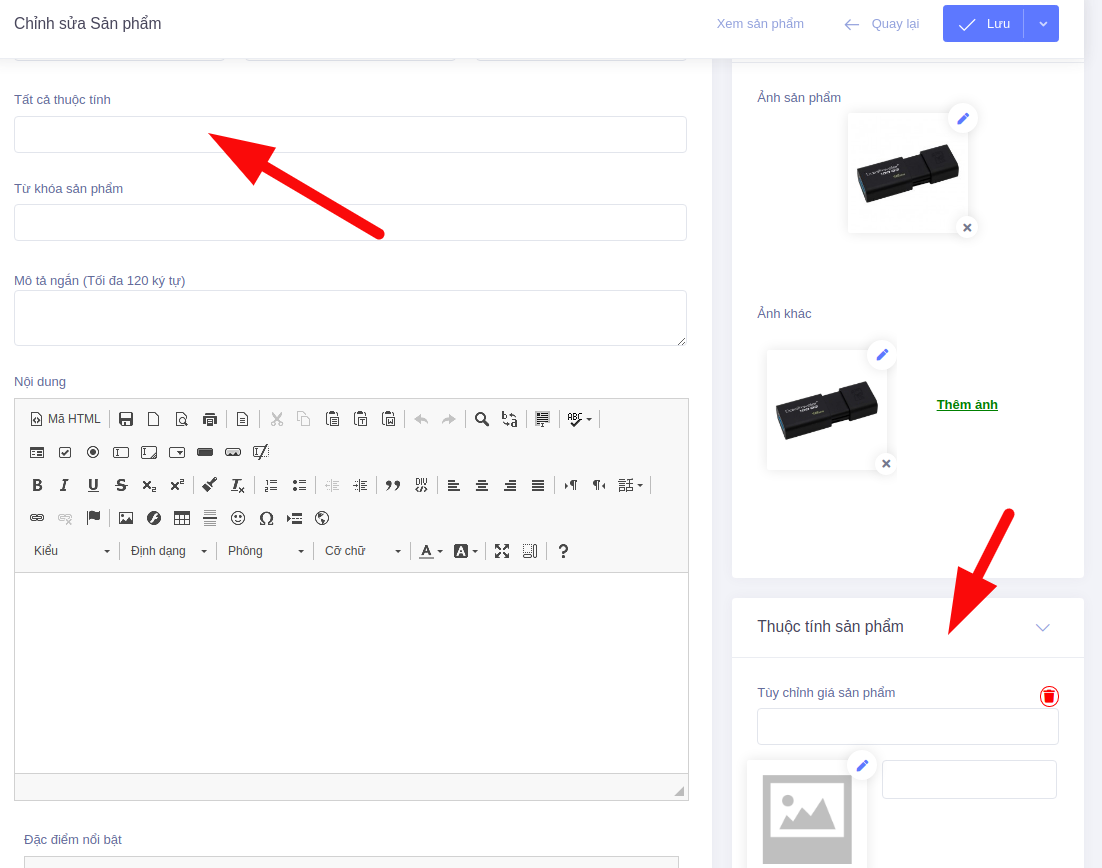 Chỉnh sửa Sản phẩm
Xem sản phẩm
Quay lại
Lưu
Tất cả thuộc tính
Từ khóa sản phẩm
Mô tả ngắn (Tối đa 120 ký tự)
Nội dung
Mã HTML
Kiểu
Định dạng
Phông
Cỡ chữ
Đặc điểm nổi bật
Ảnh sản phẩm
Ảnh khác
Thêm ảnh
Thuộc tính sản phẩm
Tùy chỉnh giá sản phẩm